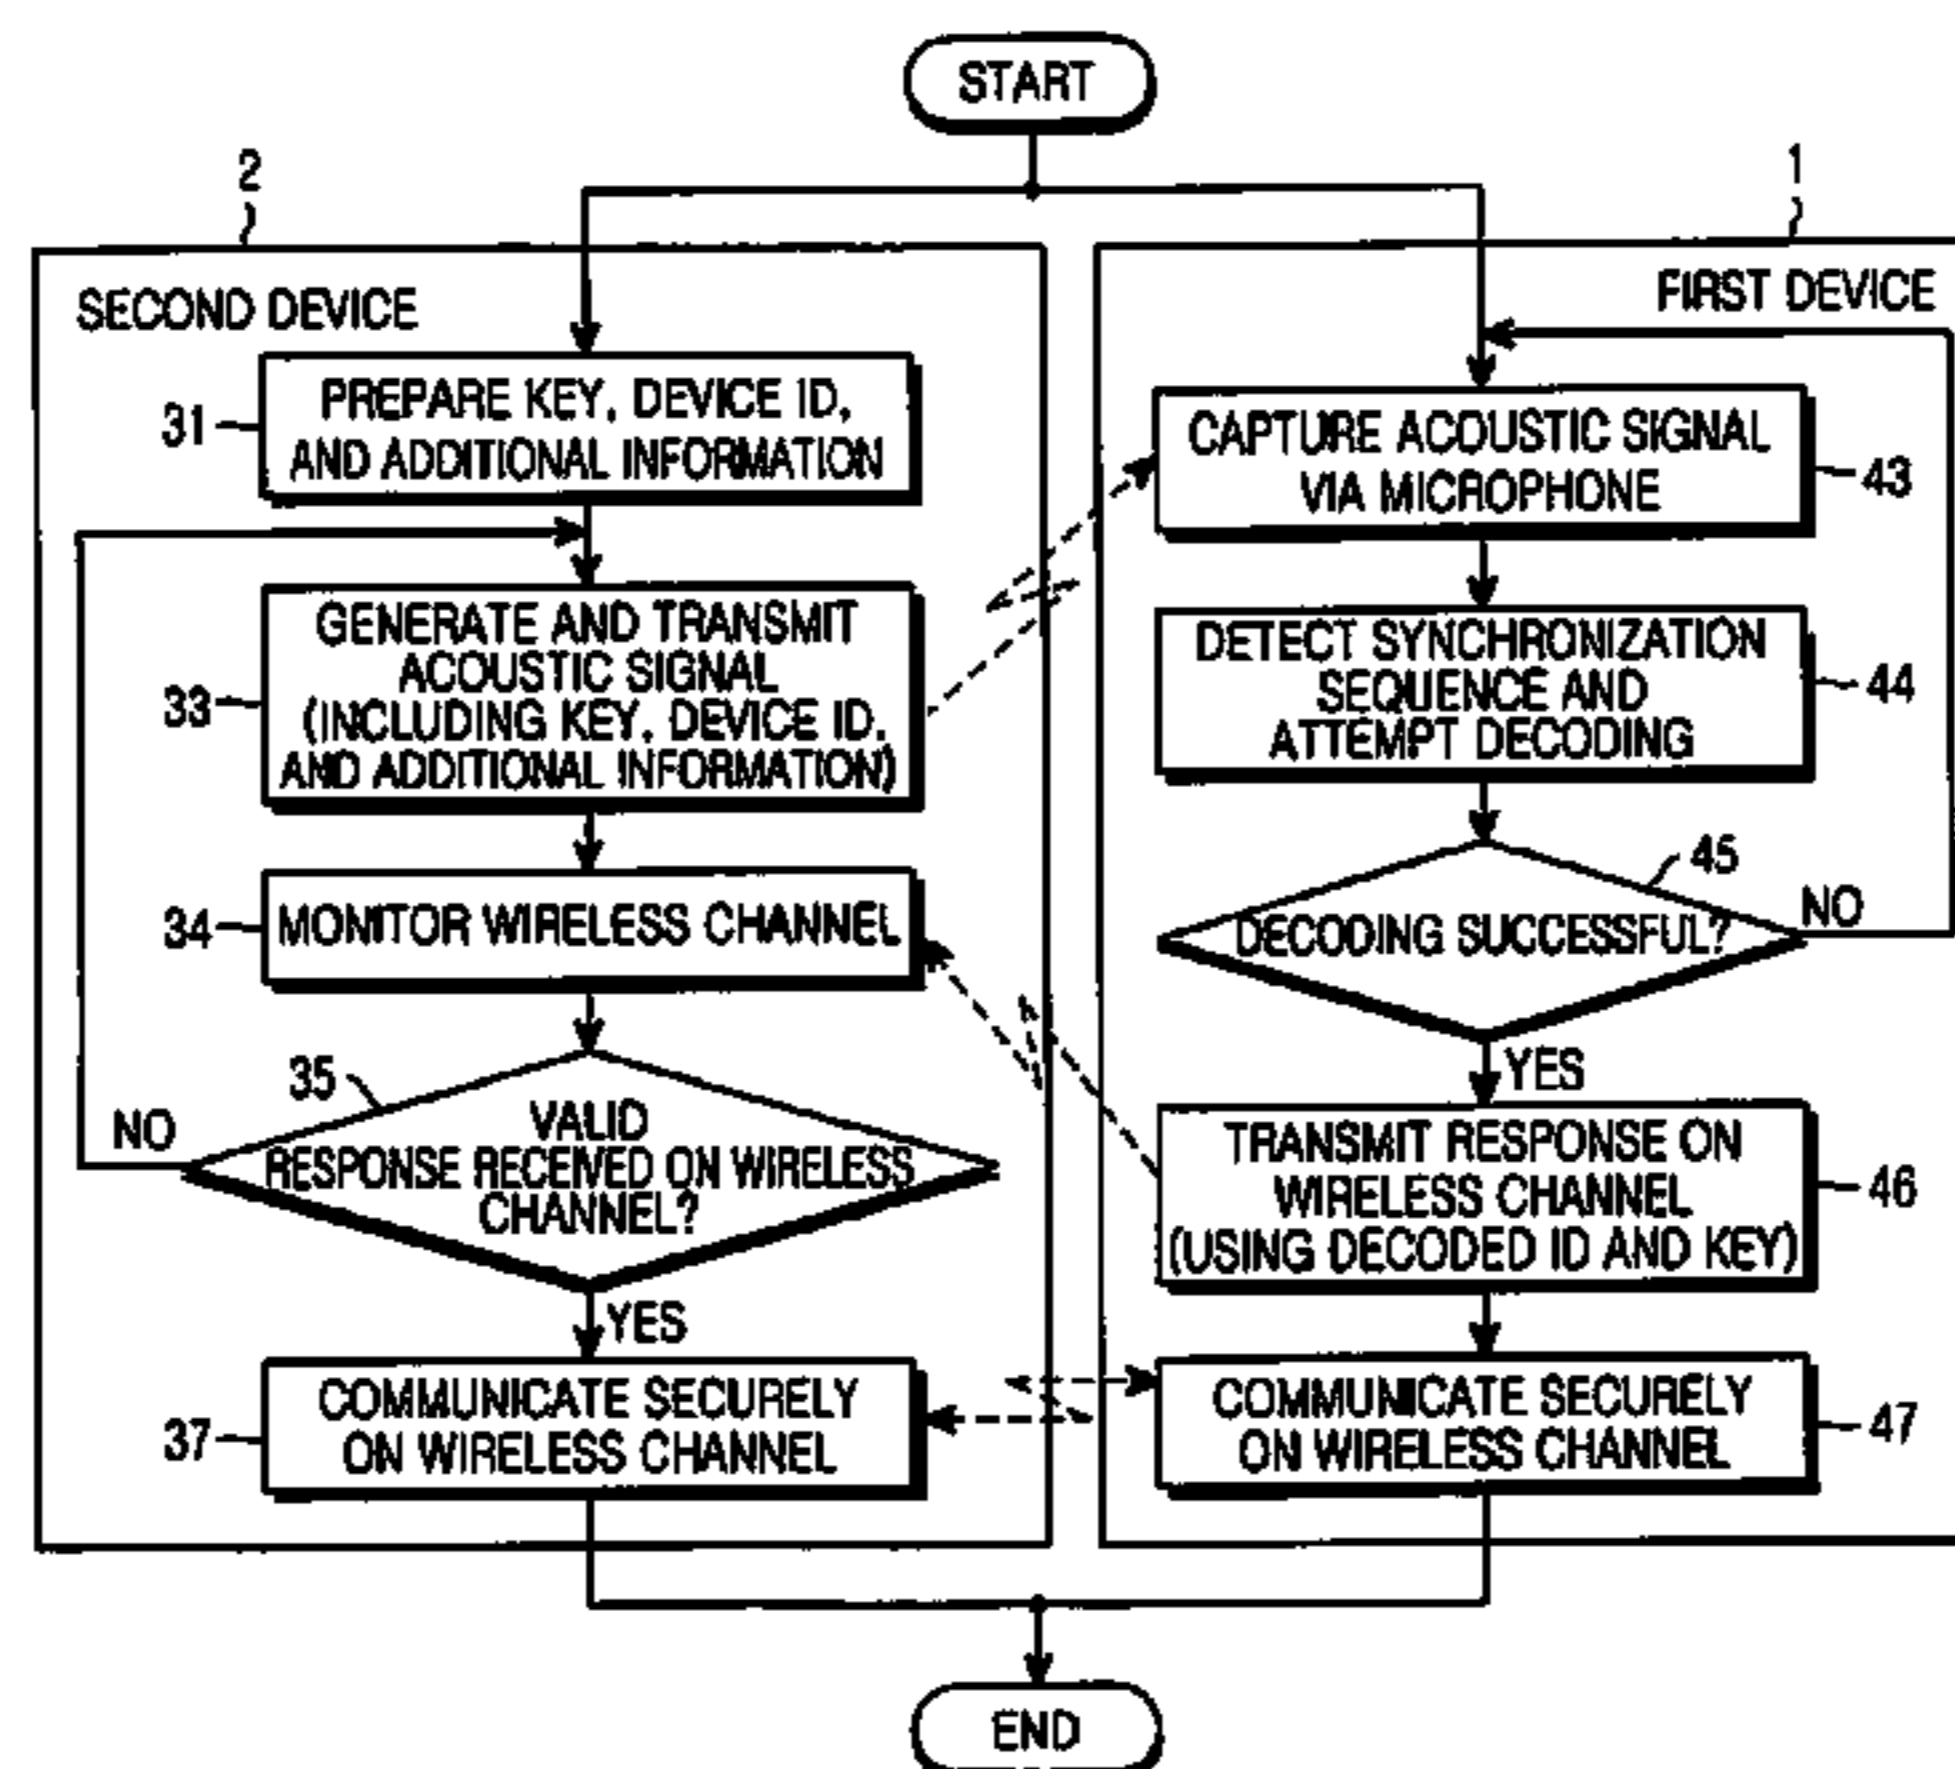 START
2
SECOND DEVICE
31
PREPARE KEY, DEVICE ID,
AND ADDITIONAL INFORMATION
33
GENERATE AND TRANSMIT
ACOUSTIC SIGNAL
(INCLUDING KEY, DEVICE ID,
AND ADDITIONAL INFORMATION)
34
MONITOR WIRELESS CHANNEL
35
NO
VALID
RESPONSE RECEIVED ON WIRELESS
CHANNEL?
YES
37
COMMUNICATE SECURELY
ON WIRELESS CHANNEL
1
FIRST DEVICE
CAPTURE ACOUSTIC SIGNAL
VIA MICROPHONE
43
DETECT SYNCHRONIZATION
SEQUENCE AND
ATTEMPT DECODING
44
45
DECODING SUCCESSFUL?
NO
YES
TRANSMIT RESPONSE ON
WIRELESS CHANNEL
(USING DECODED ID AND KEY)
46
COMMUNICATE SECURELY
ON WIRELESS CHANNEL
47
END